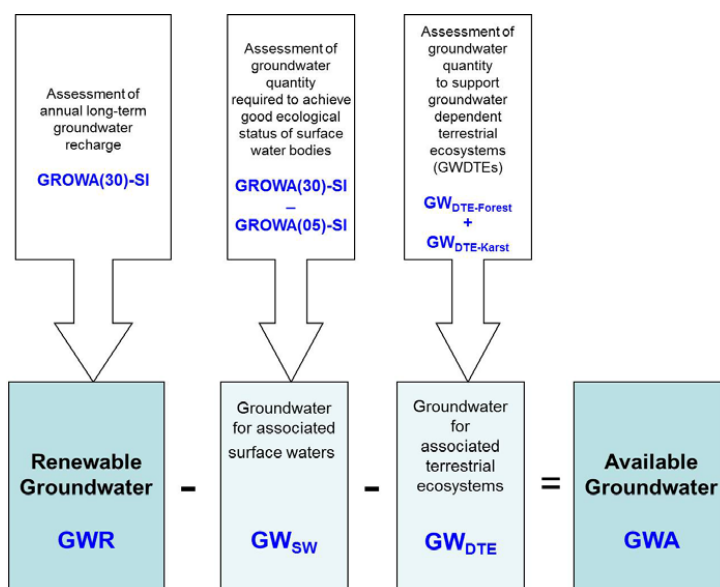 Assessment of
annual long-term
groundwater
recharge
GROWA(30)-SI
Assessment of
groundwater
quantity
required to achieve
good ecological
status of surface
water bodies
GROWA(30)-SI
–
GROWA(05)-SI
Assessment of
groundwater
quantity
to support
groundwater
dependent
terrestrial
ecosystems
(GWDTEs)
GWDTE-Forest
+
GWDTE-Karst
Renewable
Groundwater
GWR
-
Groundwater
for associated
surface waters
GWSW
-
Groundwater
for
associated
terrestrial
ecosystems
GWDTE
=
Available
Groundwater
GWA